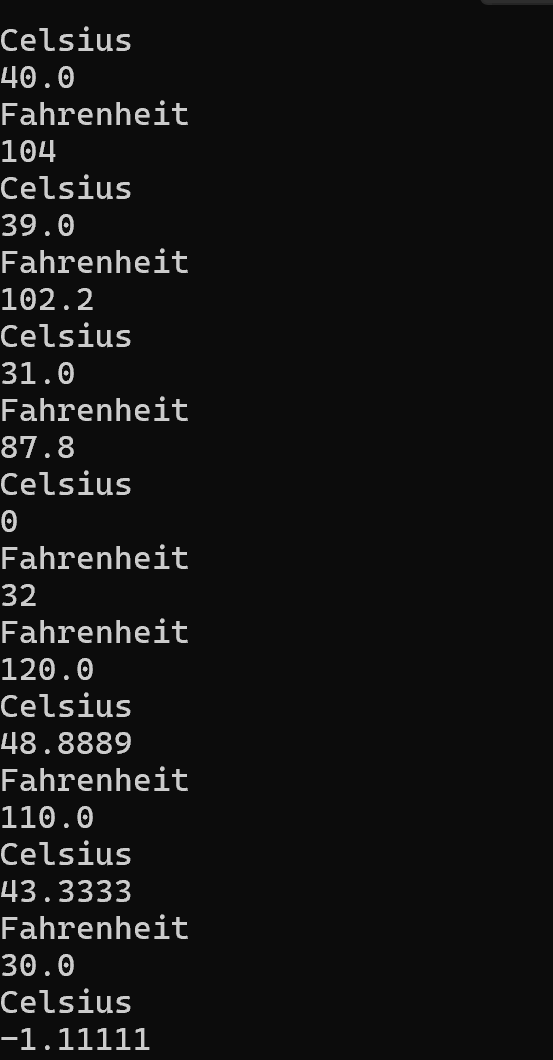 Celsius
40.0
Fahrenheit
104
Celsius
39.0
Fahrenheit
102.2
Celsius
31.0
Fahrenheit
87.8
Celsius
0
Fahrenheit
32
Fahrenheit
120.0
Celsius
48.8889
Fahrenheit
110.0
Celsius
43.3333
Fahrenheit
30.0
Celsius
-1.11111